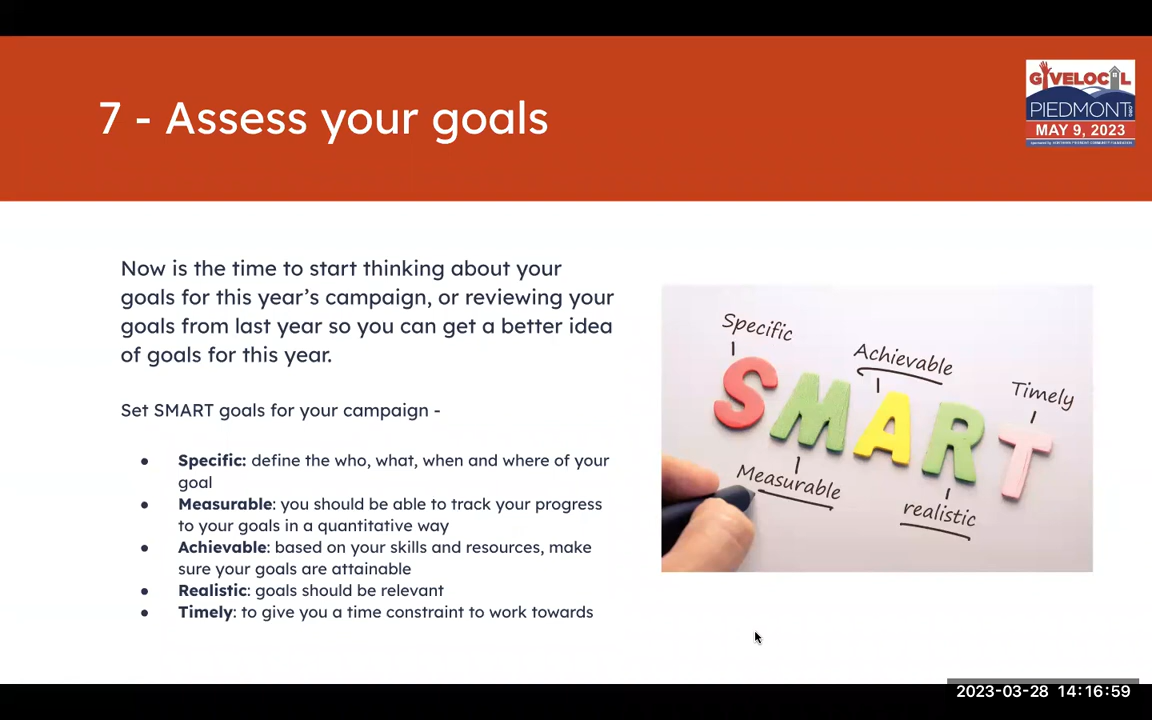 7 - Assess your goals
GIVELOCAL
PIEDMONT.ORG
MAY 9, 2023
Now is the time to start thinking about your
goals for this year’s campaign, or reviewing your
goals from last year so you can get a better idea
of goals for this year.
Set SMART goals for your campaign -
● Specific: define the who, what, when and where of your
goal
● Measurable: you should be able to track your progress
to your goals in a quantitative way
● Achievable: based on your skills and resources, make
sure your goals are attainable
● Realistic: goals should be relevant
● Timely: to give you a time constraint to work towards
Specific
Achievable
Timely
SMART
Measurable
realistic
2023-03-28 14:16:59